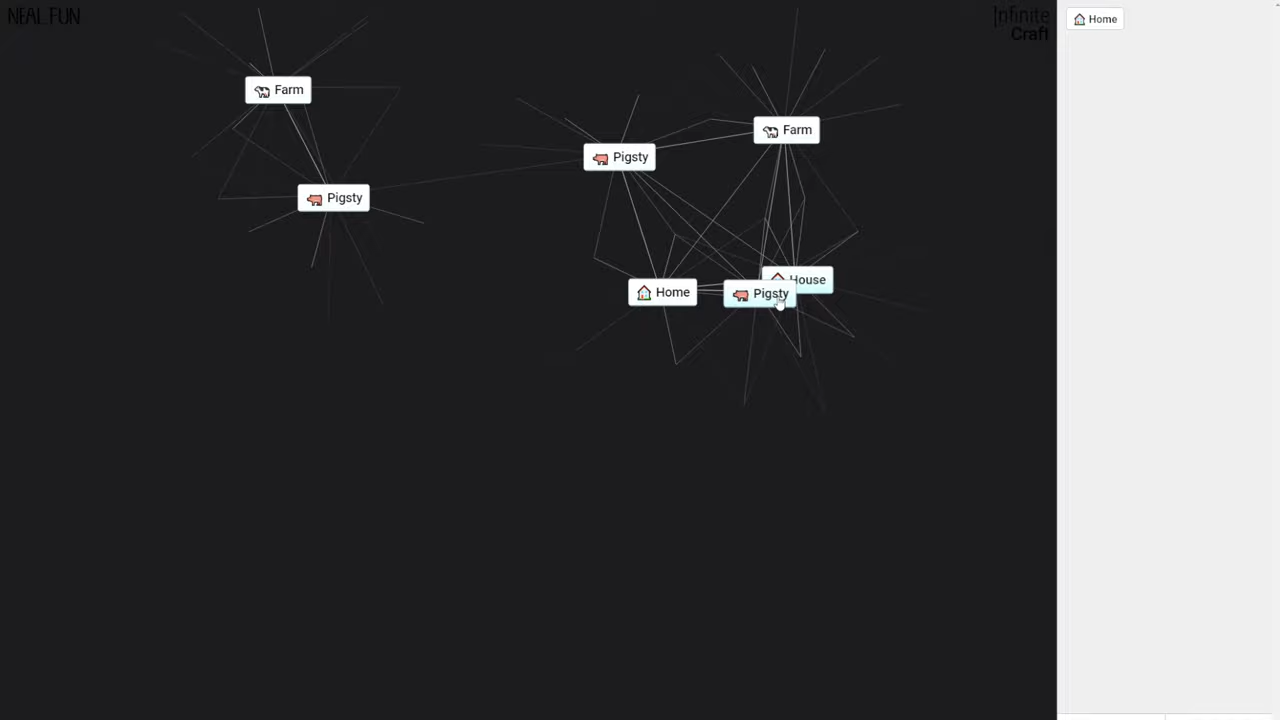 NEAL.FUN
Infinite
Craft
Home
Farm
Farm
Pigsty
Pigsty
House
Home
Pigsty